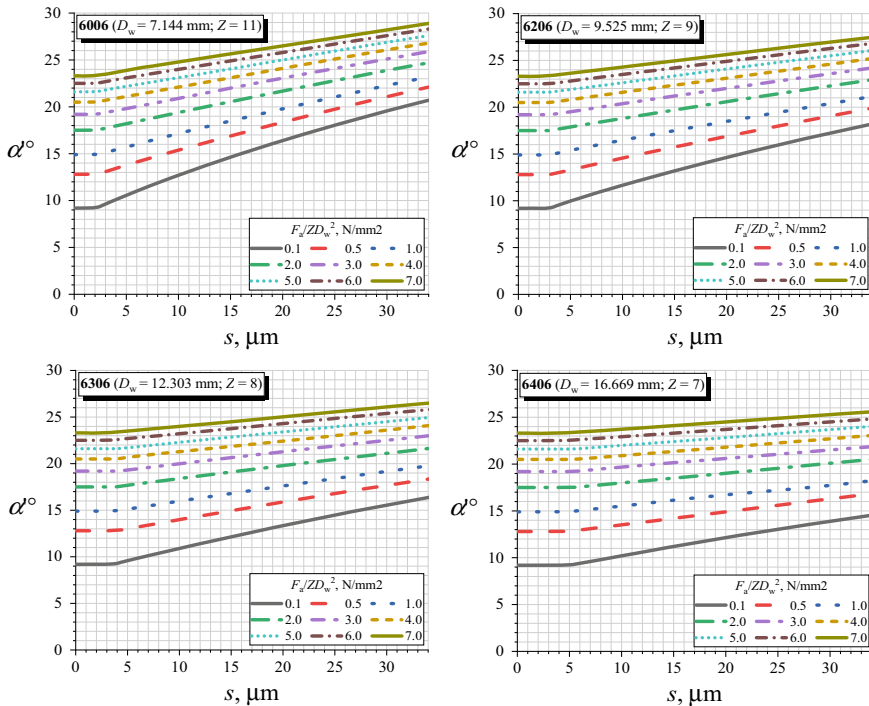 6006 (Dw = 7.144 mm; Z = 11)
30
25
20
15
10
5
0
α'°
0 5 10 15 20 25 30
s, µm
Fa/ZDw², N/mm2
0.1 0.5 1.0
2.0 3.0 4.0
5.0 6.0 7.0
6206 (Dw = 9.525 mm; Z = 9)
30
25
20
15
10
5
0
α'°
0 5 10 15 20 25 30
s, µm
Fa/ZDw², N/mm2
0.1 0.5 1.0
2.0 3.0 4.0
5.0 6.0 7.0
6306 (Dw = 12.303 mm; Z = 8)
30
25
20
15
10
5
0
α'°
0 5 10 15 20 25 30
s, µm
Fa/ZDw², N/mm2
0.1 0.5 1.0
2.0 3.0 4.0
5.0 6.0 7.0
6406 (Dw = 16.669 mm; Z = 7)
30
25
20
15
10
5
0
α'°
0 5 10 15 20 25 30
s, µm
Fa/ZDw², N/mm2
0.1 0.5 1.0
2.0 3.0 4.0
5.0 6.0 7.0